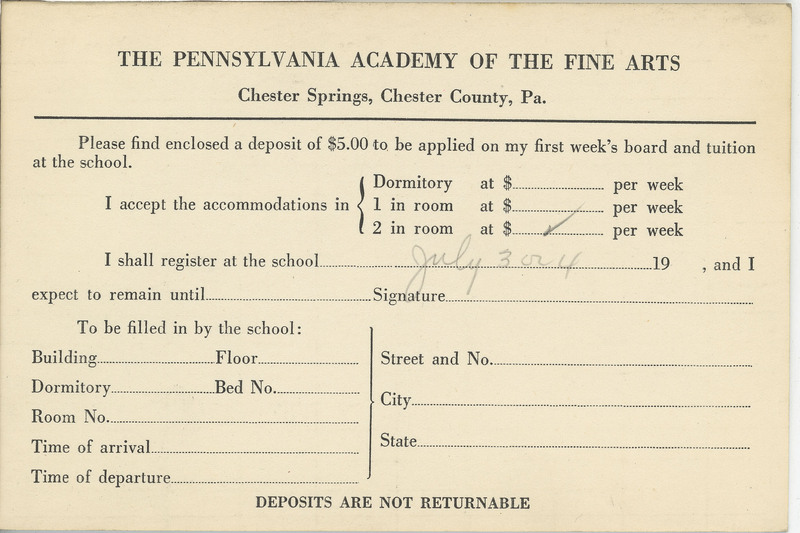 THE PENNSYLVANIA ACADEMY OF THE FINE ARTS
Chester Springs, Chester County, Pa.
Please find enclosed a deposit of $5.00 to be applied on my first week's board and tuition
at the school.
I accept the accommodations in
Dormitory at $ per week
1 in room at $ per week
2 in room at $ ✓ per week
I shall register at the school July 3 or 4 19 , and I
expect to remain until Signature
To be filled in by the school:
Building Floor
Dormitory Bed No.
Room No.
Time of arrival
Time of departure
Street and No.
City
State
DEPOSITS ARE NOT RETURNABLE